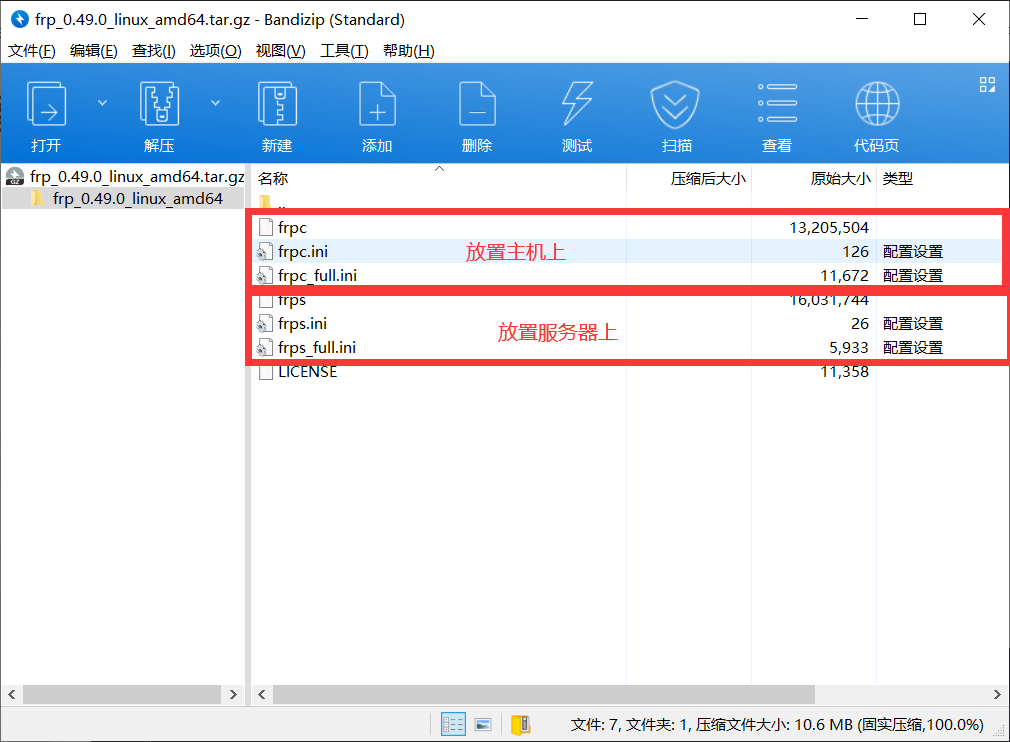 frp_0.49.0_linux_amd64.tar.gz - Bandizip (Standard)
文件(F) 编辑(E) 查找(I) 选项(O) 视图(V) 工具(T) 帮助(H)
打开 解压 新建 添加 删除 测试 扫描 查看 代码页
frp_0.49.0_linux_amd64.tar.gz
frp_0.49.0_linux_amd64
名称 压缩后大小 原始大小 类型
..
frpc 13,205,504
frpc.ini 放置主机上 126 配置设置
frpc_full.ini 11,672 配置设置
frps 16,031,744
frps.ini 26 配置设置
放置服务器上
frps_full.ini 5,933 配置设置
LICENSE 11,358
文件: 7, 文件夹: 1, 压缩文件大小: 10.6 MB (固实压缩,100.0%)